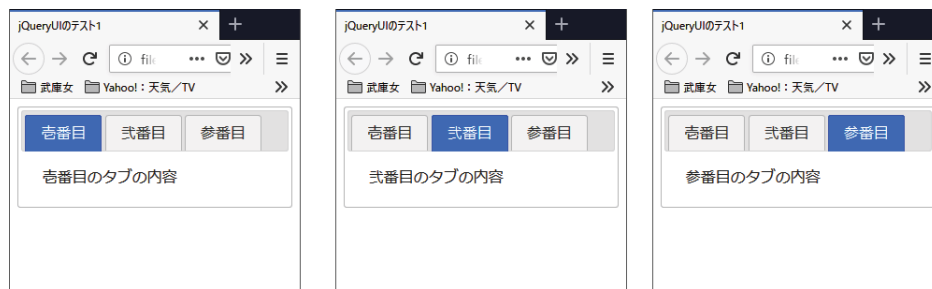 jQueryUIのテスト1
file
武庫女 Yahoo!:天気／TV
壱番目 弐番目 参番目
壱番目のタブの内容
jQueryUIのテスト1
file
武庫女 Yahoo!:天気／TV
壱番目 弐番目 参番目
弐番目のタブの内容
jQueryUIのテスト1
file
武庫女 Yahoo!:天気／TV
壱番目 弐番目 参番目
参番目のタブの内容